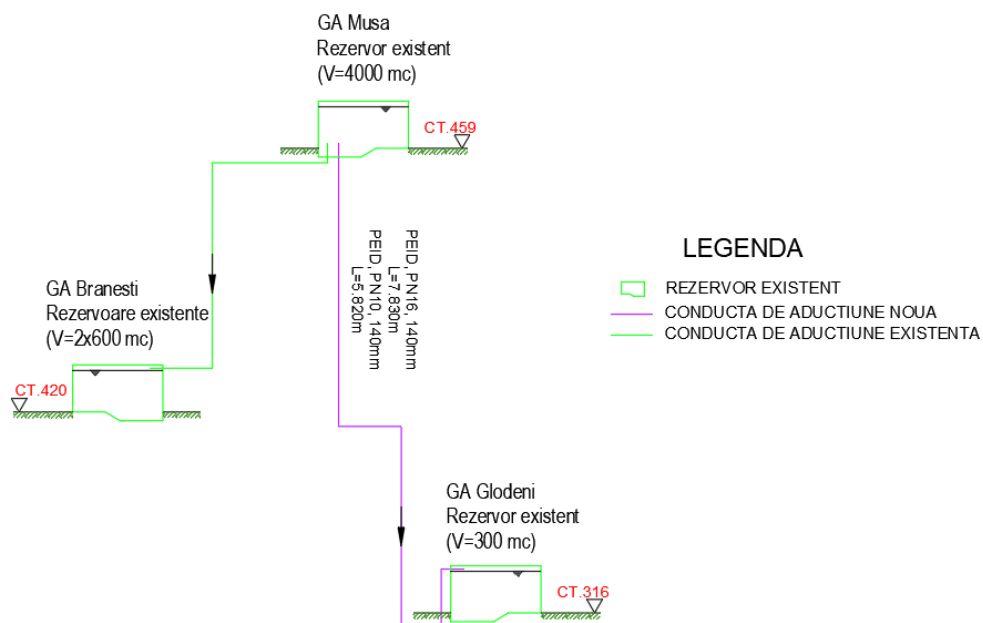 GA Musa
Rezervor existent
(V=4000 mc)
CT.459
PEID, PN16, 140mm
L=7.830m
PEID, PN10, 140mm
L=5.820m
GA Branesti
Rezervoare existente
(V=2x600 mc)
CT.420
LEGENDA
REZERVOR EXISTENT
CONDUCTA DE ADUCTIUNE NOUA
CONDUCTA DE ADUCTIUNE EXISTENTA
GA Glodeni
Rezervor existent
(V=300 mc)
CT.316